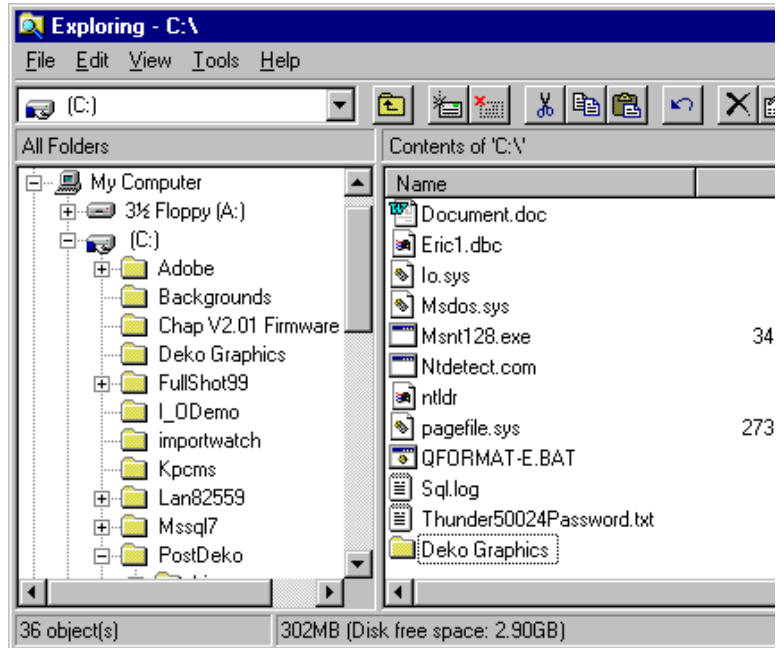 Exploring - C:\
File Edit View Tools Help
(C:)
All Folders
Contents of 'C:\'
My Computer
3½ Floppy (A:)
(C:)
Adobe
Backgrounds
Chap V2.01 Firmware
Deko Graphics
FullShot99
I_ODemo
importwatch
Kpcms
Lan82559
Mssql7
PostDeko
Name
Document.doc
Eric1.dbc
Io.sys
Msdos.sys
Msnt128.exe 34
Ntdetect.com
ntldr
pagefile.sys 273
QFORMAT-E.BAT
Sql.log
Thunder50024Password.txt
Deko Graphics
36 object(s)
302MB (Disk free space: 2.90GB)